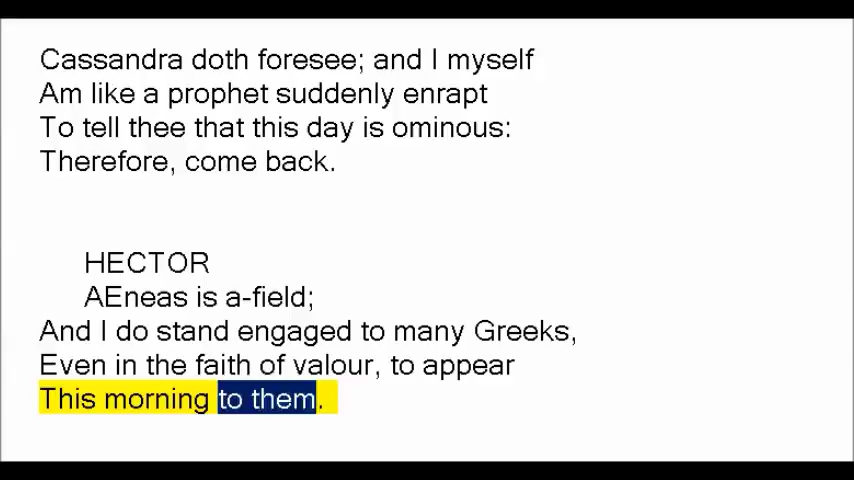 Cassandra doth foresee; and I myself
Am like a prophet suddenly enrapt
To tell thee that this day is ominous:
Therefore, come back.
HECTOR
AEneas is a-field;
And I do stand engaged to many Greeks,
Even in the faith of valour, to appear
This morning to them.